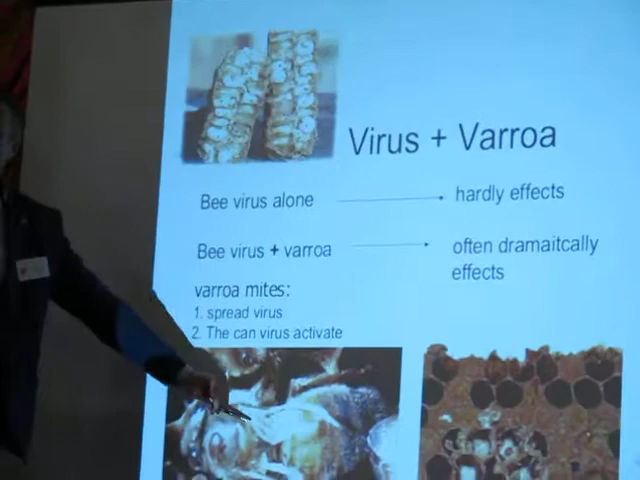 Virus + Varroa
Bee virus alone
hardly effects
Bee virus + varroa
often dramaitcally
effects
varroa mites:
1. spread virus
2. The can virus activate